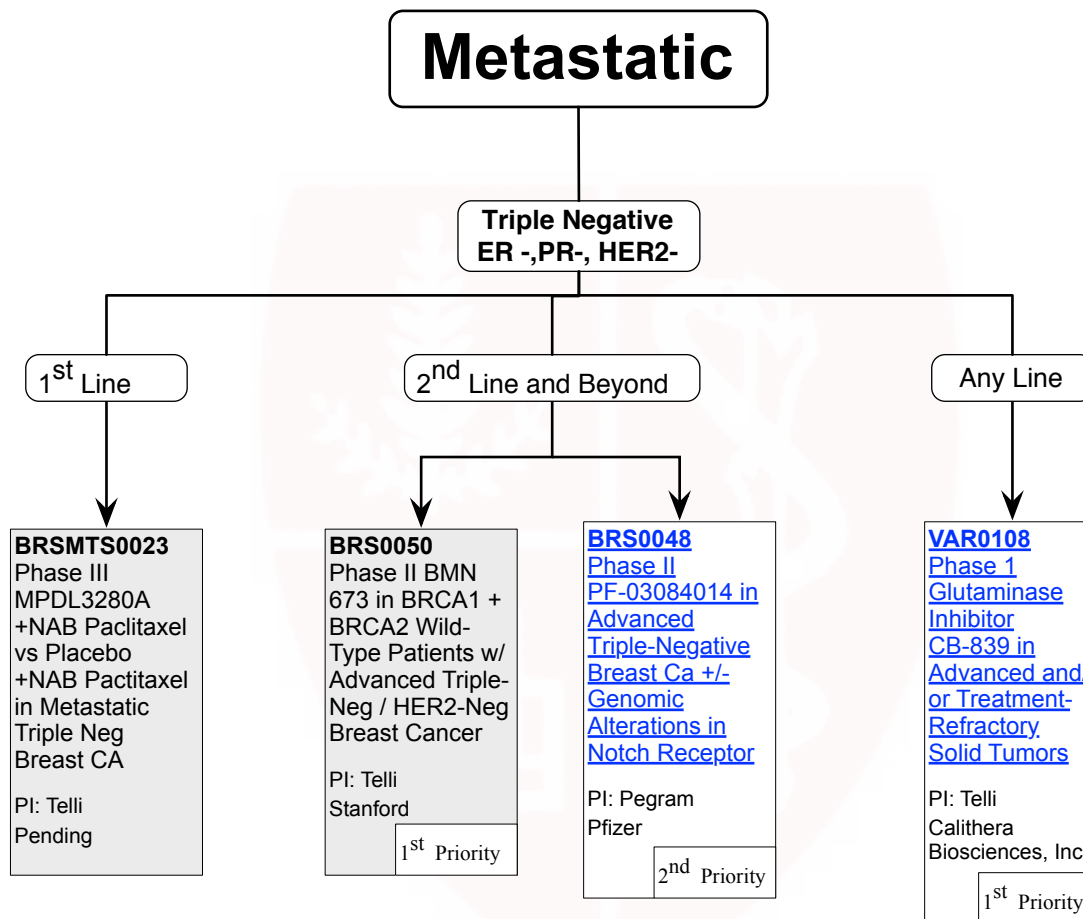 Metastatic
Triple Negative
ER -,PR-, HER2-
1st Line
2nd Line and Beyond
Any Line
BRSMTS0023
Phase III
MPDL3280A
+NAB Paclitaxel
vs Placebo
+NAB Pactitaxel
in Metastatic
Triple Neg
Breast CA
PI: Telli
Pending
BRS0050
Phase II BMN
673 in BRCA1 +
BRCA2 Wild-
Type Patients w/
Advanced Triple-
Neg / HER2-Neg
Breast Cancer
PI: Telli
Stanford
1st Priority
BRS0048
Phase II
PF-03084014 in
Advanced
Triple-Negative
Breast Ca +/-
Genomic
Alterations in
Notch Receptor
PI: Pegram
Pfizer
2nd Priority
VAR0108
Phase 1
Glutaminase
Inhibitor
CB-839 in
Advanced and/
or Treatment-
Refractory
Solid Tumors
PI: Telli
Calithera
Biosciences, Inc
1st Priority